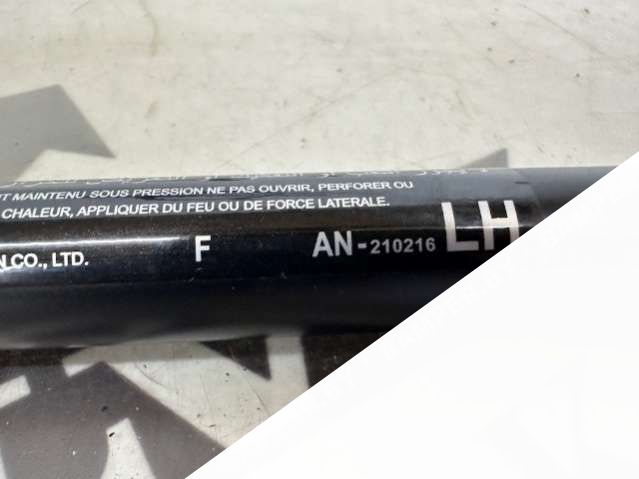 MAINTENU SOUS PRESSION NE PAS OUVRIR, PERFORER OU
CHALEUR, APPLIQUER DU FEU OU DE FORCE LATERALE.
CO., LTD. F AN-210216 LH